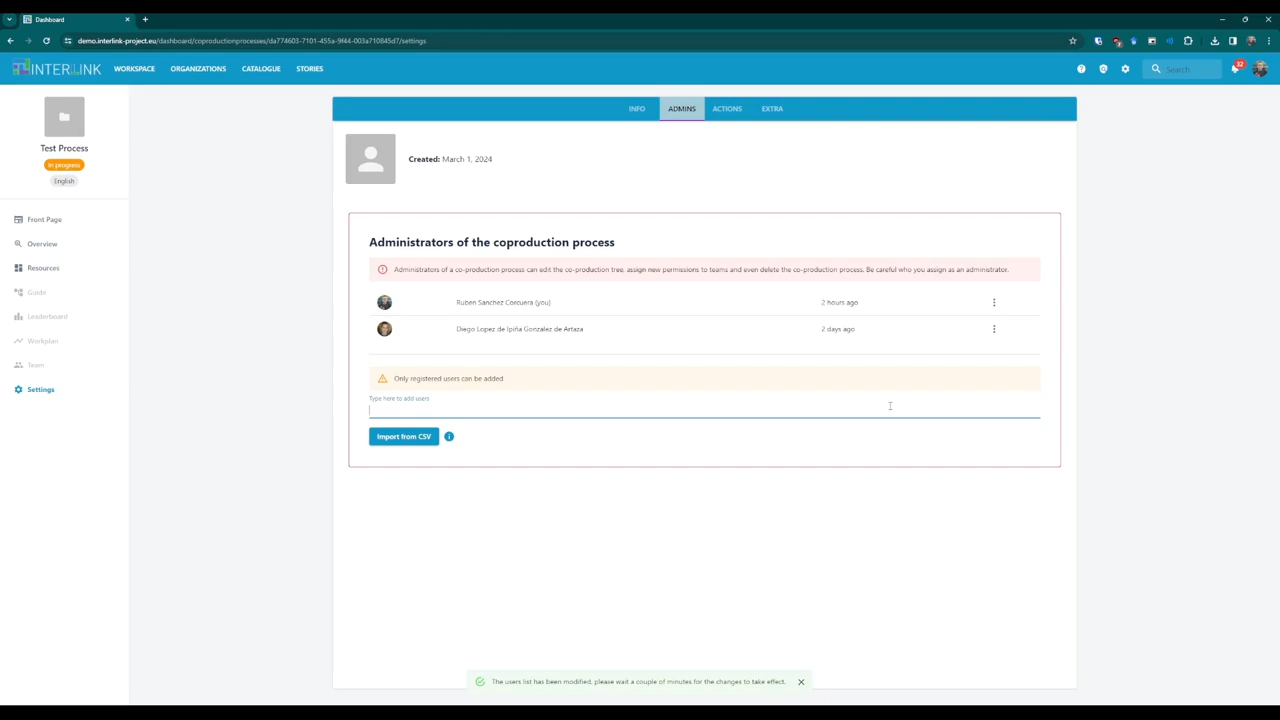 Dashboard
demo.interlink-project.eu/dashboard/coproductionprocesses/da774603-7101-455a-9f44-003a710845d7/settings
INTERLINK
WORKSPACE
ORGANIZATIONS
CATALOGUE
STORIES
Search
32
Test Process
In progress
English
Front Page
Overview
Resources
Guide
Leaderboard
Workplan
Team
Settings
INFO
ADMINS
ACTIONS
EXTRA
Created: March 1, 2024
Administrators of the coproduction process
Administrators of a co-production process can edit the co-production tree, assign new permissions to teams and even delete the co-production process. Be careful who you assign as an administrator.
Ruben Sanchez Corcuera (you) 2 hours ago
Diego Lopez de Ipiña Gonzalez de Artaza 2 days ago
Only registered users can be added
Type here to add users
Import from CSV
The users list has been modified, please wait a couple of minutes for the changes to take effect.